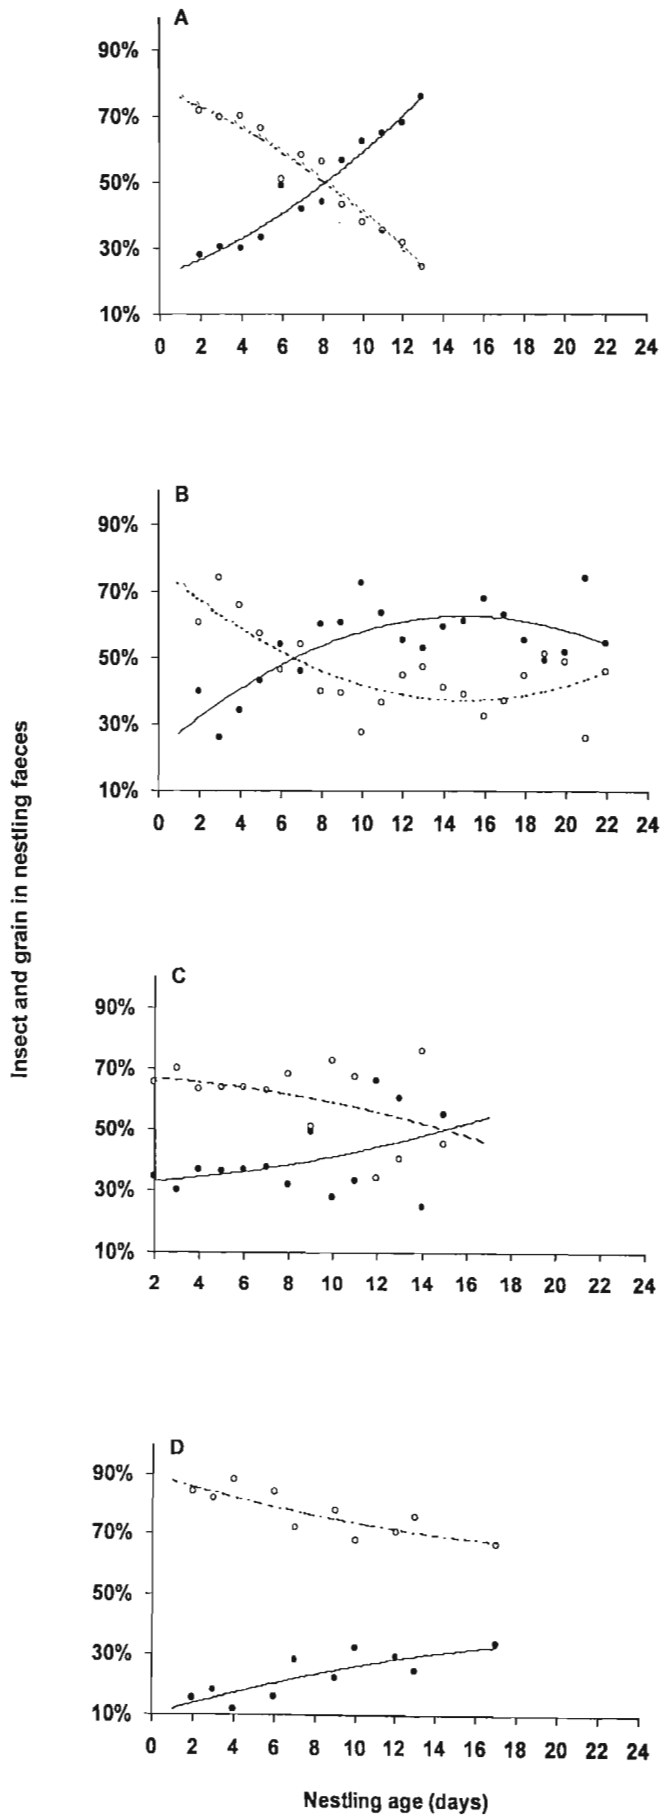 A
90%
70%
50%
30%
10%
0 2 4 6 8 10 12 14 16 18 20 22 24
B
90%
70%
50%
30%
10%
0 2 4 6 8 10 12 14 16 18 20 22 24
Insect and grain in nestling faeces
C
90%
70%
50%
30%
10%
2 4 6 8 10 12 14 16 18 20 22 24
D
90%
70%
50%
30%
10%
0 2 4 6 8 10 12 14 16 18 20 22 24
Nestling age (days)